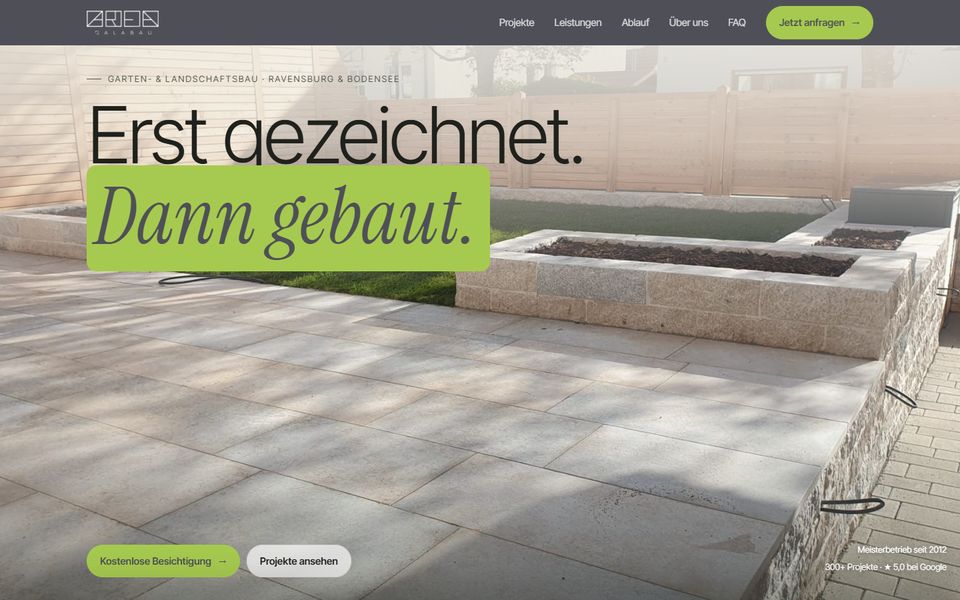 AREA
GALABAU
Projekte
Leistungen
Ablauf
Über uns
FAQ
Jetzt anfragen →
GARTEN- & LANDSCHAFTSBAU · RAVENSBURG & BODENSEE
Erst gezeichnet.
Dann gebaut.
Kostenlose Besichtigung →
Projekte ansehen
Meisterbetrieb seit 2012
300+ Projekte · ★ 5,0 bei Google